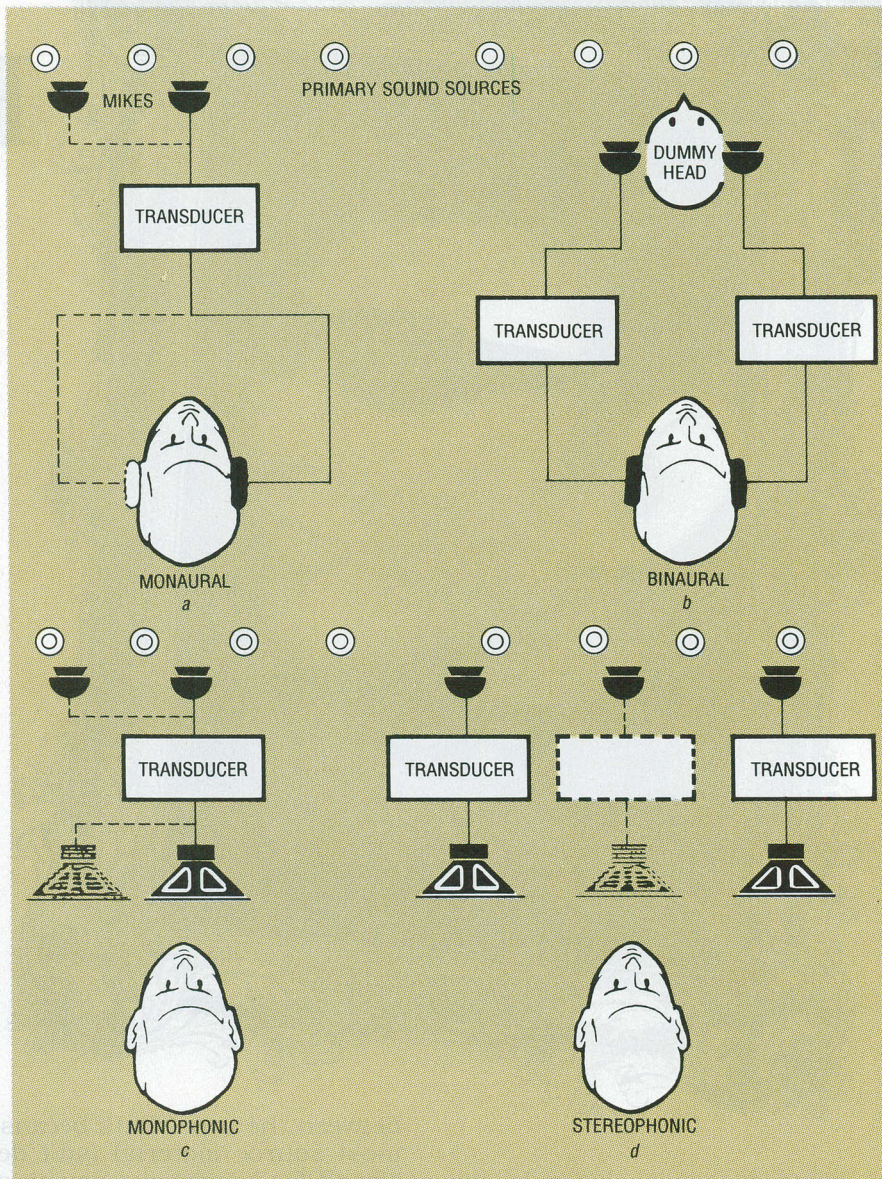 PRIMARY SOUND SOURCES
MIKES
DUMMY
HEAD
TRANSDUCER
TRANSDUCER
TRANSDUCER
MONAURAL
a
BINAURAL
b
TRANSDUCER
TRANSDUCER
TRANSDUCER
MONOPHONIC
c
STEREOPHONIC
d